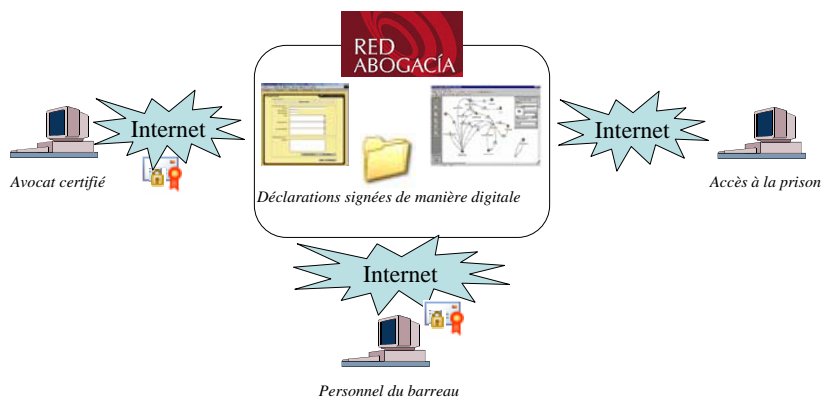 RED
ABOGACÍA
Internet
Internet
Avocat certifié
Déclarations signées de manière digitale
Accès à la prison
Internet
Personnel du barreau